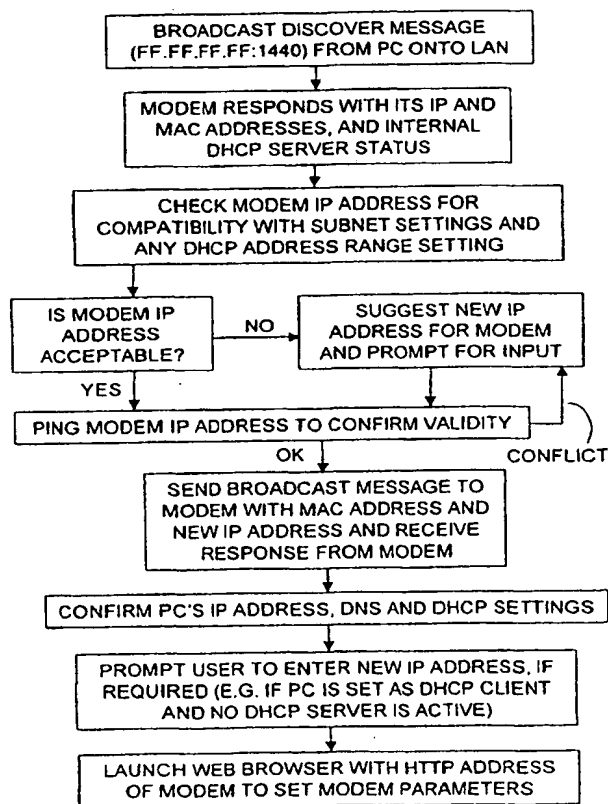 BROADCAST DISCOVER MESSAGE
(FF.FF.FF.FF:1440) FROM PC ONTO LAN
MODEM RESPONDS WITH ITS IP AND
MAC ADDRESSES, AND INTERNAL
DHCP SERVER STATUS
CHECK MODEM IP ADDRESS FOR
COMPATIBILITY WITH SUBNET SETTINGS AND
ANY DHCP ADDRESS RANGE SETTING
IS MODEM IP
ADDRESS
ACCEPTABLE?
NO
SUGGEST NEW IP
ADDRESS FOR MODEM
AND PROMPT FOR INPUT
YES
PING MODEM IP ADDRESS TO CONFIRM VALIDITY
OK
CONFLICT
SEND BROADCAST MESSAGE TO
MODEM WITH MAC ADDRESS AND
NEW IP ADDRESS AND RECEIVE
RESPONSE FROM MODEM
CONFIRM PC'S IP ADDRESS, DNS AND DHCP SETTINGS
PROMPT USER TO ENTER NEW IP ADDRESS, IF
REQUIRED (E.G. IF PC IS SET AS DHCP CLIENT
AND NO DHCP SERVER IS ACTIVE)
LAUNCH WEB BROWSER WITH HTTP ADDRESS
OF MODEM TO SET MODEM PARAMETERS